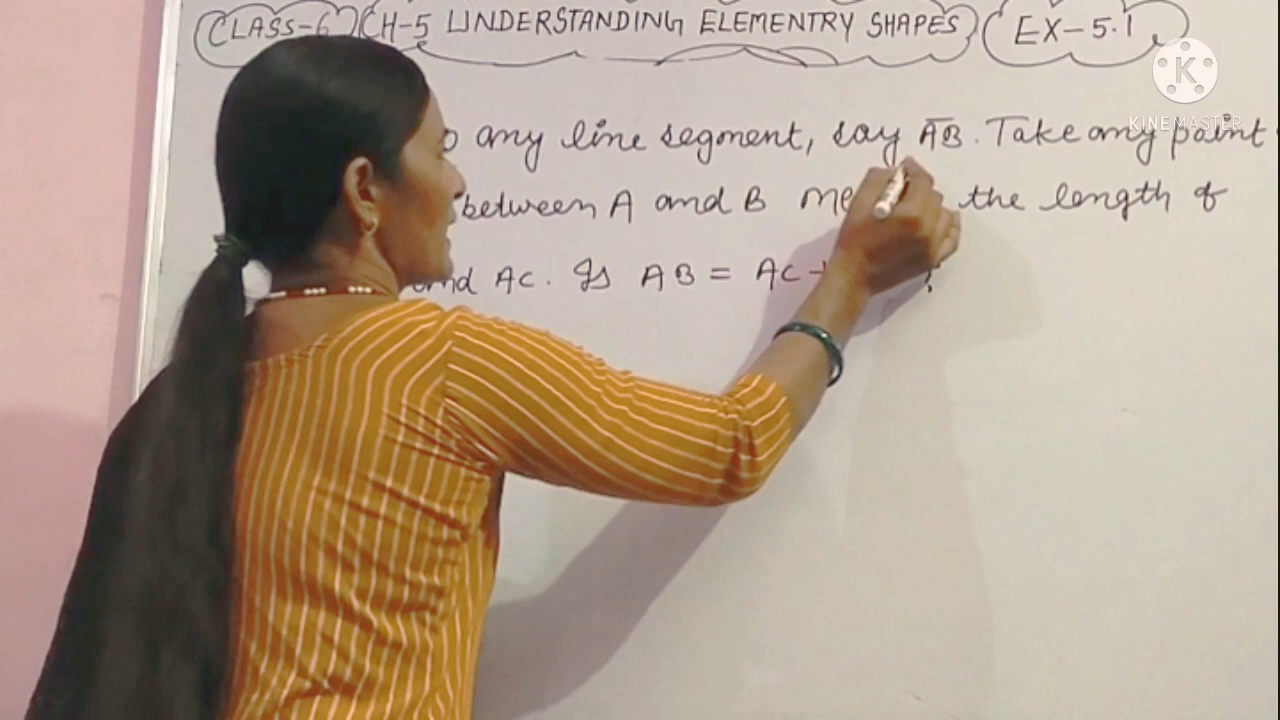 CLASS-6 CH-5 UNDERSTANDING ELEMENTRY SHAPES EX-5.1
any line segment, say AB. Take any point
between A and B the length of
and AC. Is AB = AC + ?
KINEMASTER